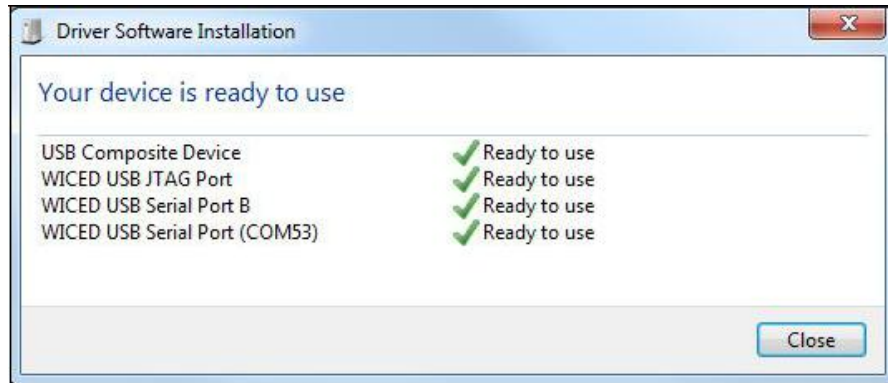 Driver Software Installation
Your device is ready to use
USB Composite Device Ready to use
WICED USB JTAG Port Ready to use
WICED USB Serial Port B Ready to use
WICED USB Serial Port (COM53) Ready to use
Close